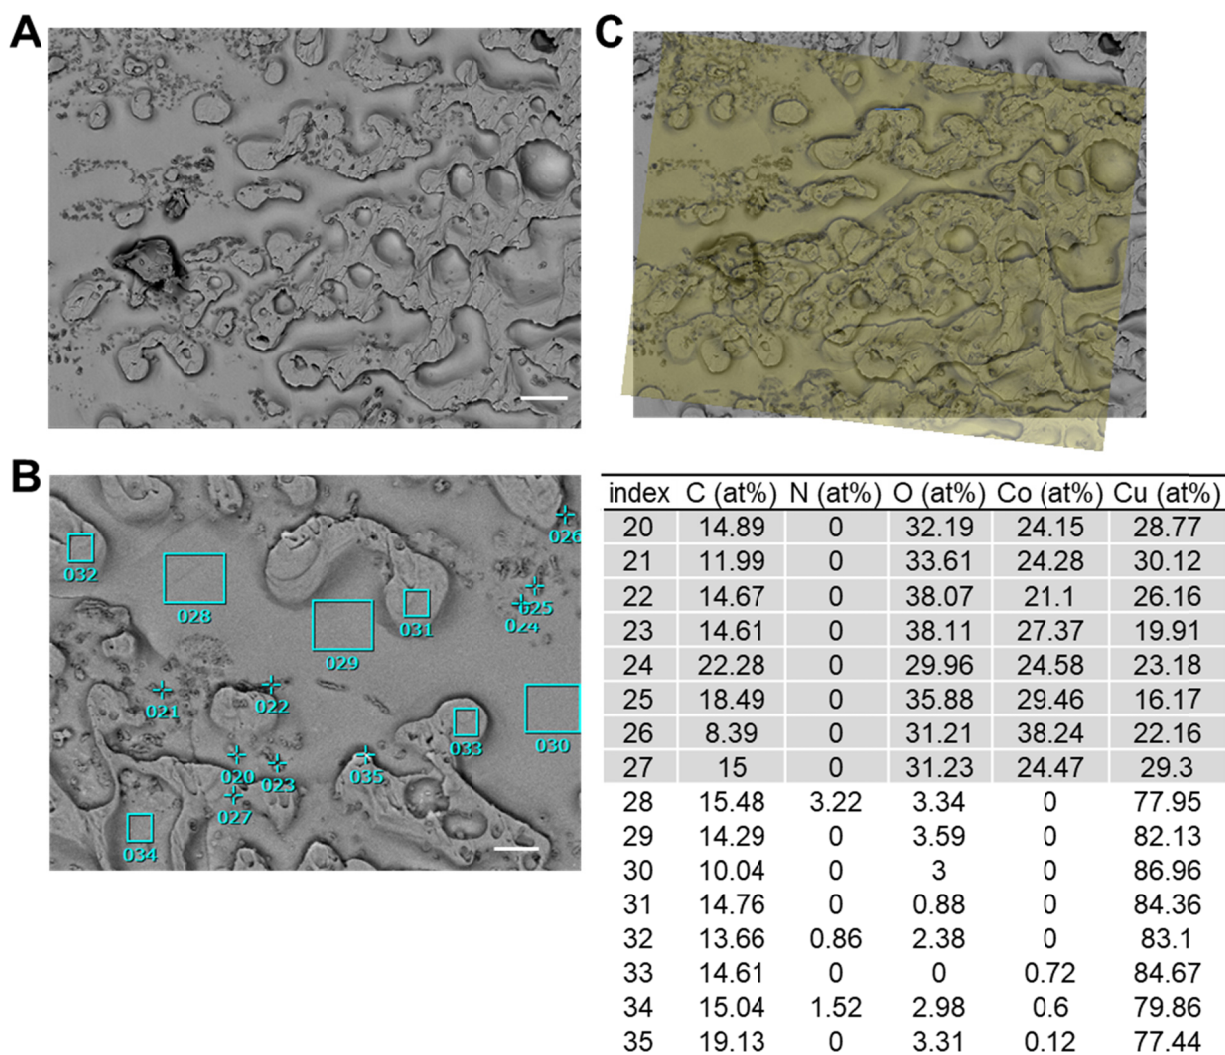 A
C
B
026
032
028
025
024
031
029
021
022
033
030
020
035
023
027
034
index C (at%) N (at%) O (at%) Co (at%) Cu (at%)
20 14.89 0 32.19 24.15 28.77
21 11.99 0 33.61 24.28 30.12
22 14.67 0 38.07 21.1 26.16
23 14.61 0 38.11 27.37 19.91
24 22.28 0 29.96 24.58 23.18
25 18.49 0 35.88 29.46 16.17
26 8.39 0 31.21 38.24 22.16
27 15 0 31.23 24.47 29.3
28 15.48 3.22 3.34 0 77.95
29 14.29 0 3.59 0 82.13
30 10.04 0 3 0 86.96
31 14.76 0 0.88 0 84.36
32 13.66 0.86 2.38 0 83.1
33 14.61 0 0 0.72 84.67
34 15.04 1.52 2.98 0.6 79.86
35 19.13 0 3.31 0.12 77.44